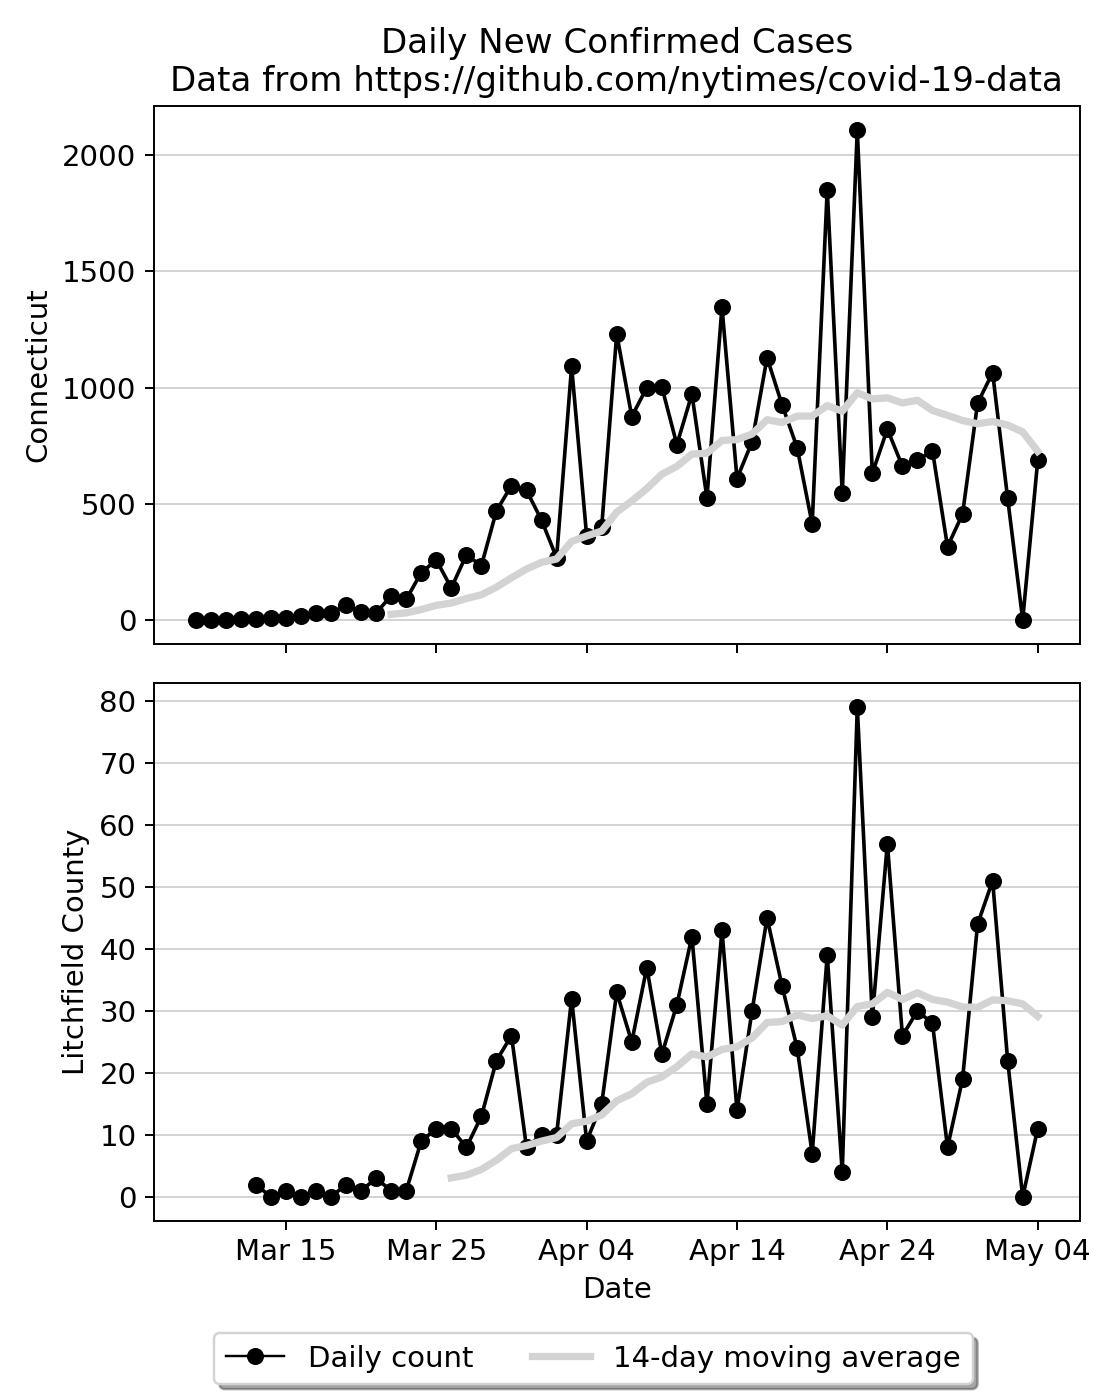 Daily New Confirmed Cases
Data from https://github.com/nytimes/covid-19-data
Connecticut
2000
1500
1000
500
0
Litchfield County
80
70
60
50
40
30
20
10
0
Mar 15 Mar 25 Apr 04 Apr 14 Apr 24 May 04
Date
Daily count 14-day moving average